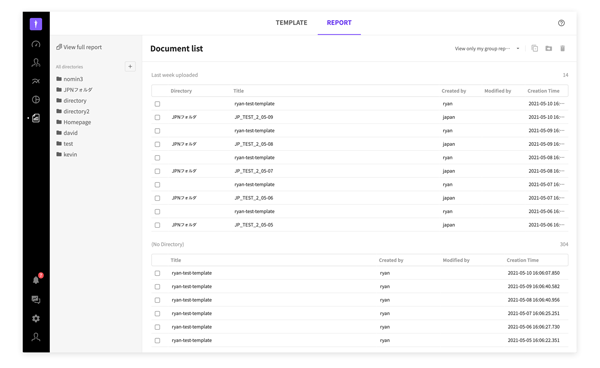 TEMPLATE REPORT
View full report
All directories
nomin3
JPNフォルダ
directory
directory2
Homepage
david
test
kevin
Document list
View only my group rep···
Last week uploaded 14
Directory Title Created by Modified by Creation Time
ryan-test-template ryan 2021-05-10 16:···
JPNフォルダ JP_TEST_2_05-09 japan 2021-05-10 16:···
ryan-test-template ryan 2021-05-09 16:···
JPNフォルダ JP_TEST_2_05-08 japan 2021-05-09 16:···
ryan-test-template ryan 2021-05-08 16:···
JPNフォルダ JP_TEST_2_05-07 japan 2021-05-08 16:···
ryan-test-template ryan 2021-05-07 16:···
JPNフォルダ JP_TEST_2_05-06 japan 2021-05-07 16:···
ryan-test-template ryan 2021-05-06 16:···
JPNフォルダ JP_TEST_2_05-05 japan 2021-05-06 16:···
(No Directory) 304
Title Created by Modified by Creation Time
ryan-test-template ryan 2021-05-10 16:06:07.850
ryan-test-template ryan 2021-05-09 16:06:40.582
ryan-test-template ryan 2021-05-08 16:06:40.956
ryan-test-template ryan 2021-05-07 16:06:25.251
ryan-test-template ryan 2021-05-06 16:06:27.730
ryan-test-template ryan 2021-05-05 16:06:22.351